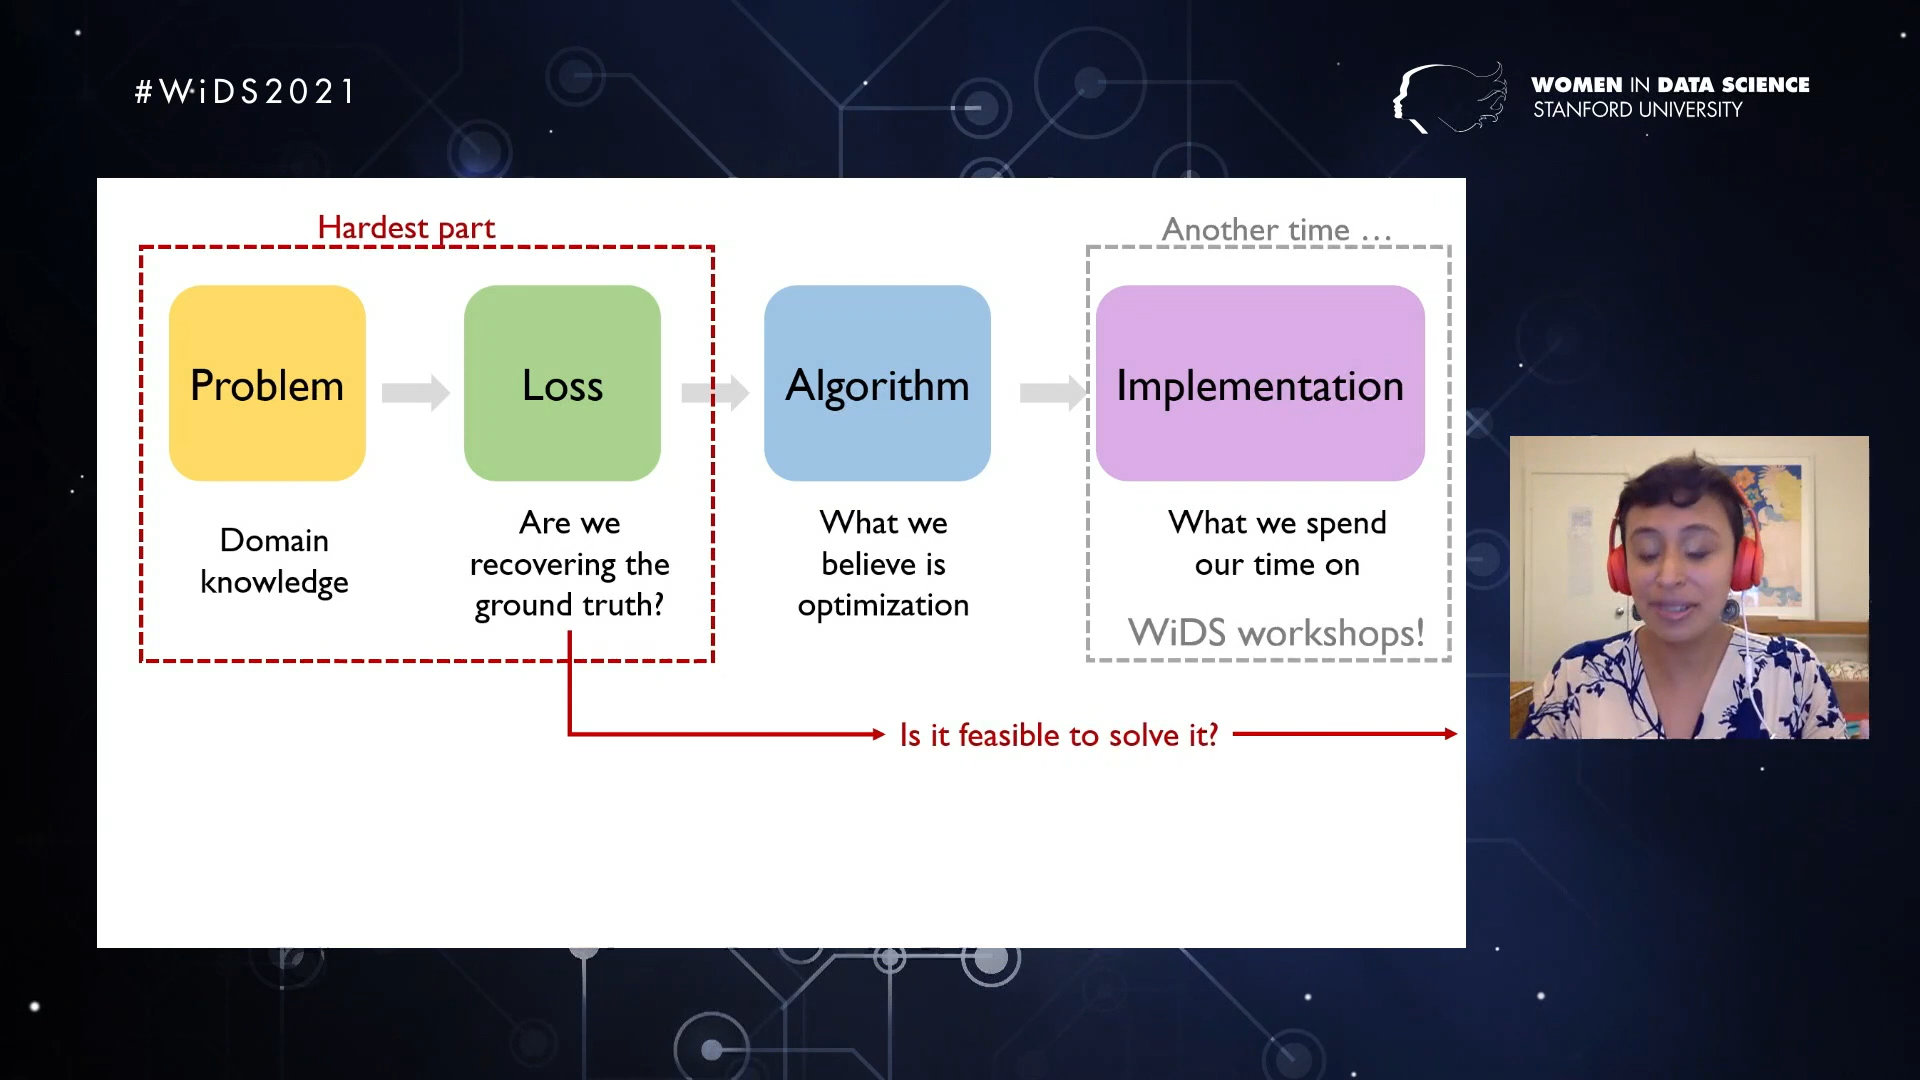 #WiDS2021
WOMEN IN DATA SCIENCE
STANFORD UNIVERSITY
Hardest part
Another time …
Problem
Loss
Algorithm
Implementation
Domain
knowledge
Are we
recovering the
ground truth?
What we
believe is
optimization
What we spend
our time on
WiDS workshops!
Is it feasible to solve it?